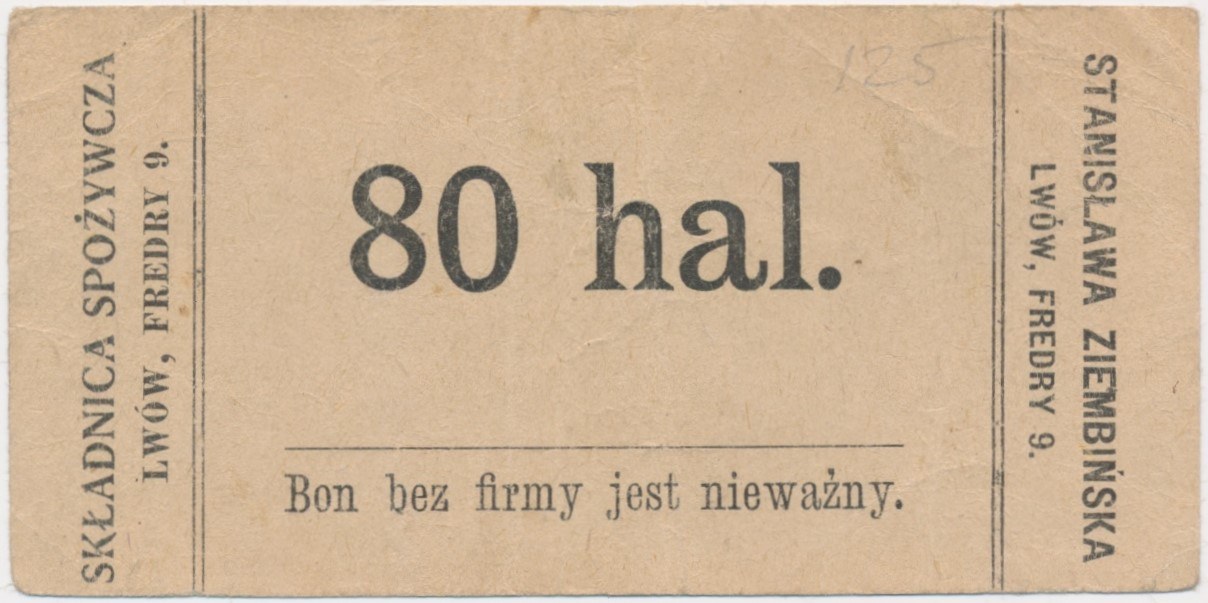 SKŁADNICA SPOŻYWCZA
LWÓW, FREDRY 9.
125
80 hal.
Bon bez firmy jest nieważny.
STANISŁAWA ZIEMBIŃSKA
LWÓW, FREDRY 9.